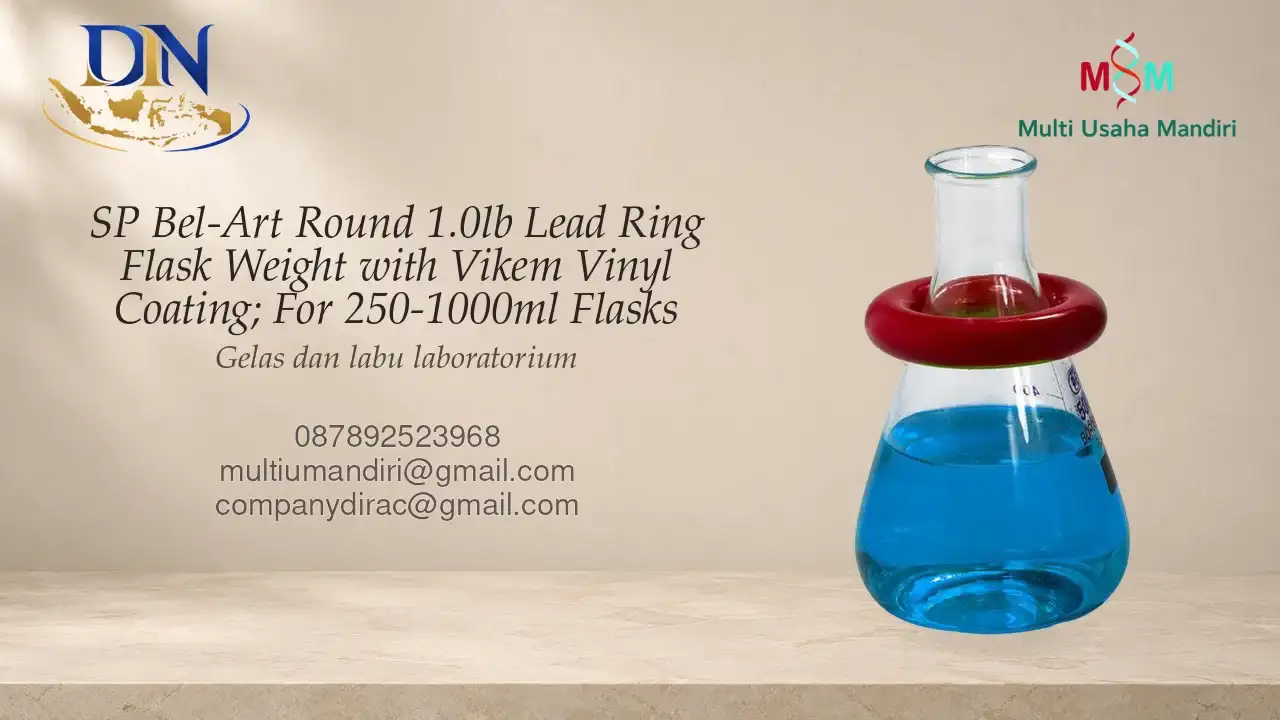 DN
M M
Multi Usaha Mandiri
SP Bel-Art Round 1.0lb Lead Ring
Flask Weight with Vikem Vinyl
Coating; For 250-1000ml Flasks
Gelas dan labu laboratorium
087892523968
multiumandiri@gmail.com
companydirac@gmail.com